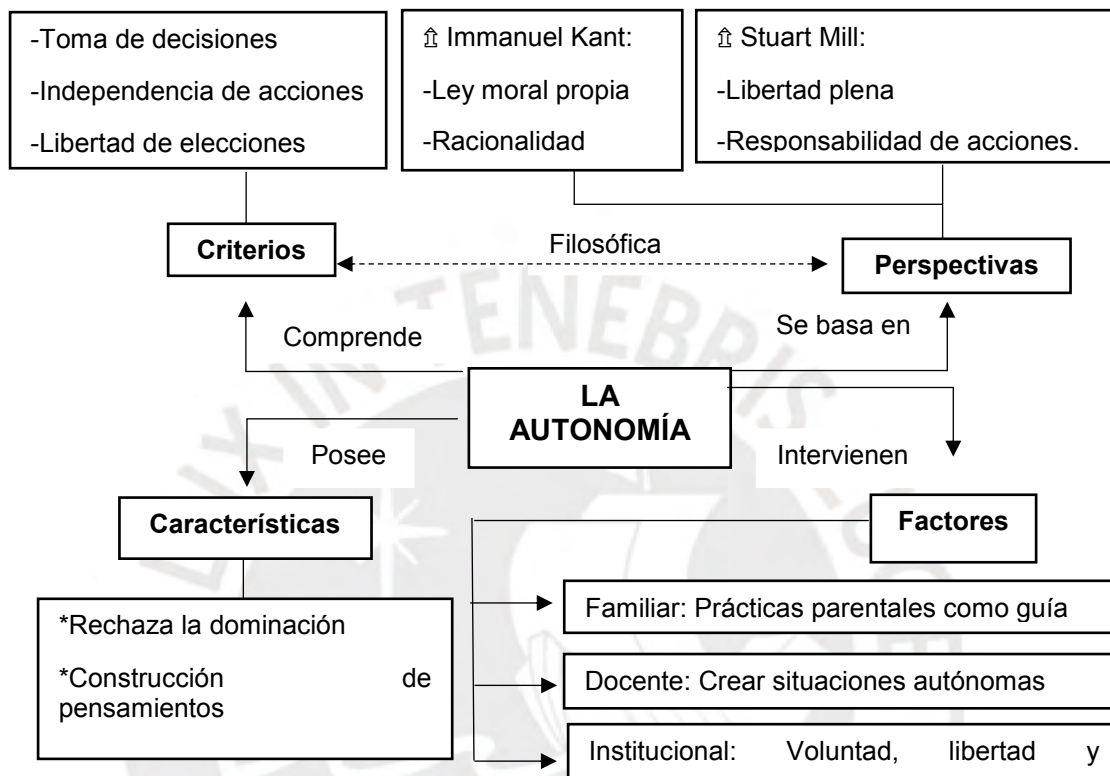 -Toma de decisiones
-Independencia de acciones
-Libertad de elecciones
⇧ Immanuel Kant:
-Ley moral propia
-Racionalidad
⇧ Stuart Mill:
-Libertad plena
-Responsabilidad de acciones.
Criterios
Filosófica
Perspectivas
Comprende
Se basa en
LA
AUTONOMÍA
Posee
Intervienen
Características
Factores
*Rechaza la dominación
*Construcción de
pensamientos
Familiar: Prácticas parentales como guía
Docente: Crear situaciones autónomas
Institucional: Voluntad, libertad y